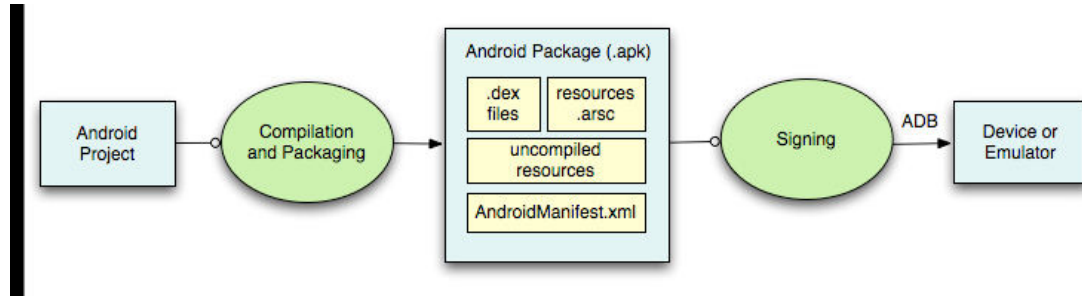 Android
Project
Compilation
and Packaging
Android Package (.apk)
.dex
files
resources
.arsc
uncompiled
resources
AndroidManifest.xml
Signing
ADB
Device or
Emulator